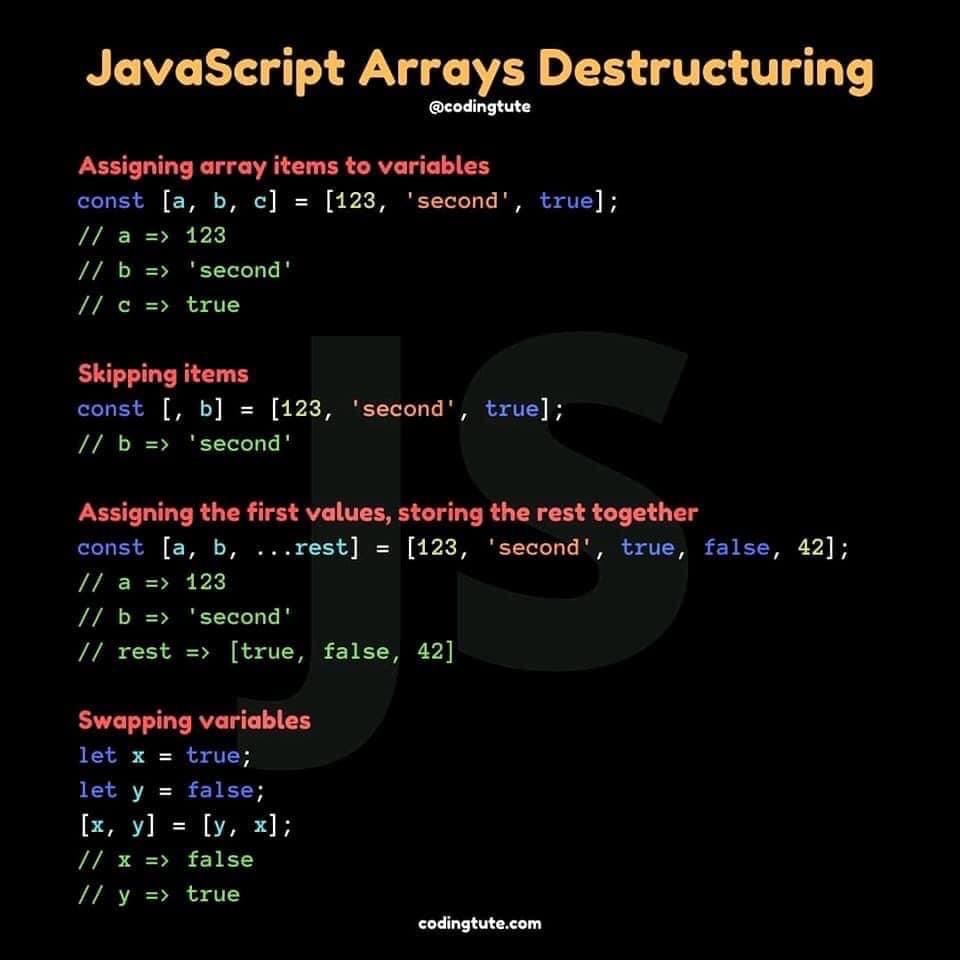 JavaScript Arrays Destructuring
@codingtute
Assigning array items to variables
const [a, b, c] = [123, 'second', true];
// a => 123
// b => 'second'
// c => true
Skipping items
const [, b] = [123, 'second', true];
// b => 'second'
Assigning the first values, storing the rest together
const [a, b, ...rest] = [123, 'second', true, false, 42];
// a => 123
// b => 'second'
// rest => [true, false, 42]
Swapping variables
let x = true;
let y = false;
[x, y] = [y, x];
// x => false
// y => true
JS
codingtute.com